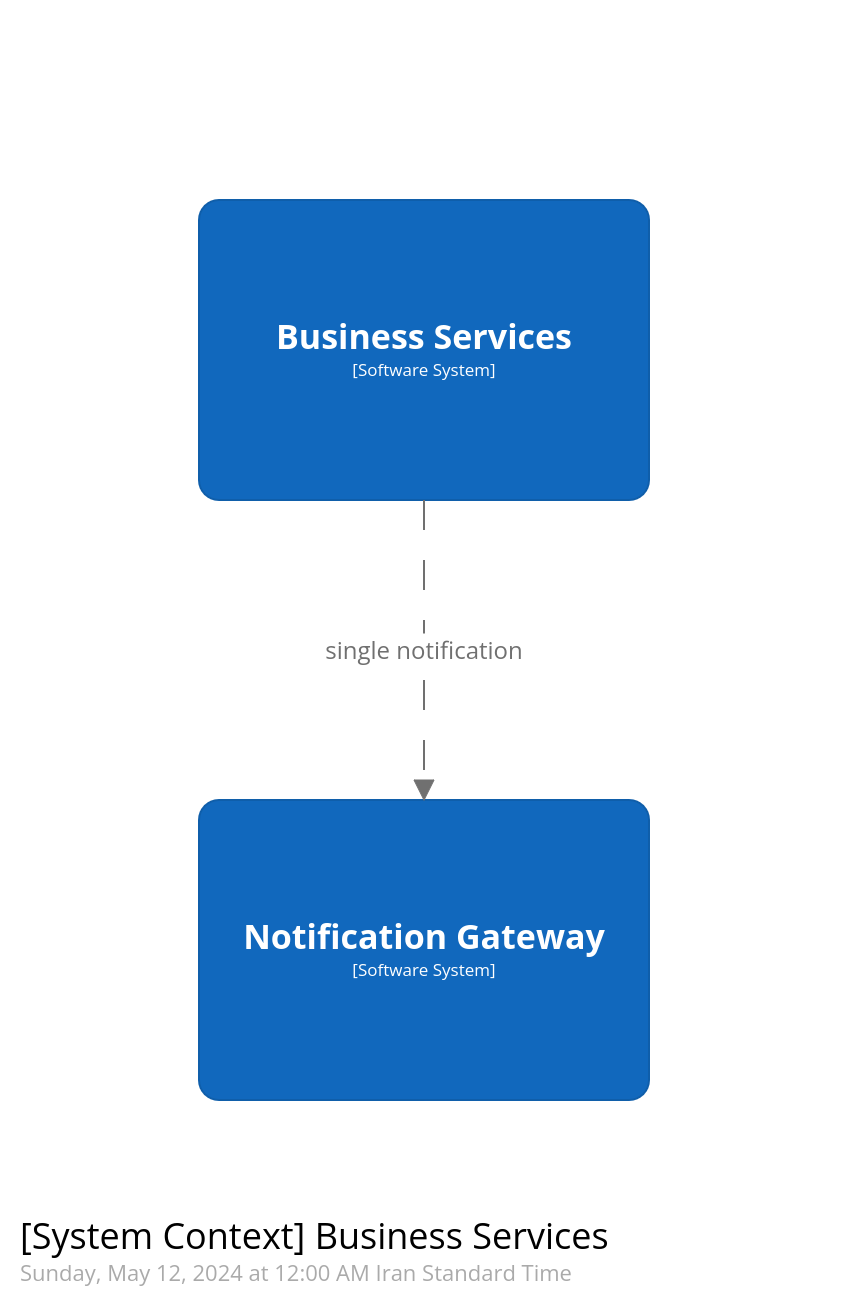 Business Services
[Software System]
single notification
Notification Gateway
[Software System]
[System Context] Business Services
Sunday, May 12, 2024 at 12:00 AM Iran Standard Time